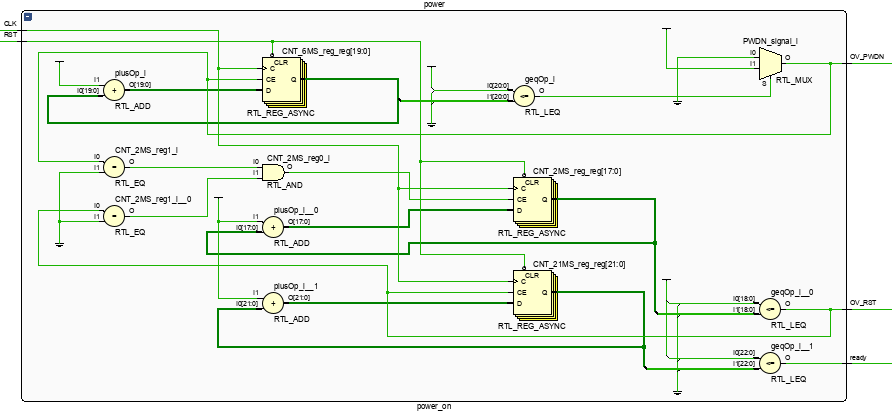 power
CLK
RST
CNT_6MS_reg_reg[19:0]
CLR
C
CE
D
Q
RTL_REG_ASYNC
plusOp_i
I1
I0[19:0]
+
O[19:0]
RTL_ADD
geqOp_i
I0[20:0]
I1[20:0]
<=
O
RTL_LEQ
PWDN_signal_i
I0
I1
S
O
RTL_MUX
OV_PWDN
CNT_2MS_reg1_i
I0
I1
=
O
RTL_EQ
CNT_2MS_reg0_i
I0
I1
O
RTL_AND
CNT_2MS_reg1_i__0
I0
I1
=
O
RTL_EQ
CNT_2MS_reg_reg[17:0]
CLR
C
CE
D
Q
RTL_REG_ASYNC
plusOp_i__0
I1
I0[17:0]
+
O[17:0]
RTL_ADD
CNT_21MS_reg_reg[21:0]
CLR
C
CE
D
Q
RTL_REG_ASYNC
plusOp_i__1
I1
I0[21:0]
+
O[21:0]
RTL_ADD
geqOp_i__0
I0[18:0]
I1[18:0]
<=
O
RTL_LEQ
OV_RST
geqOp_i__1
I0[22:0]
I1[22:0]
<=
O
RTL_LEQ
ready
power_on